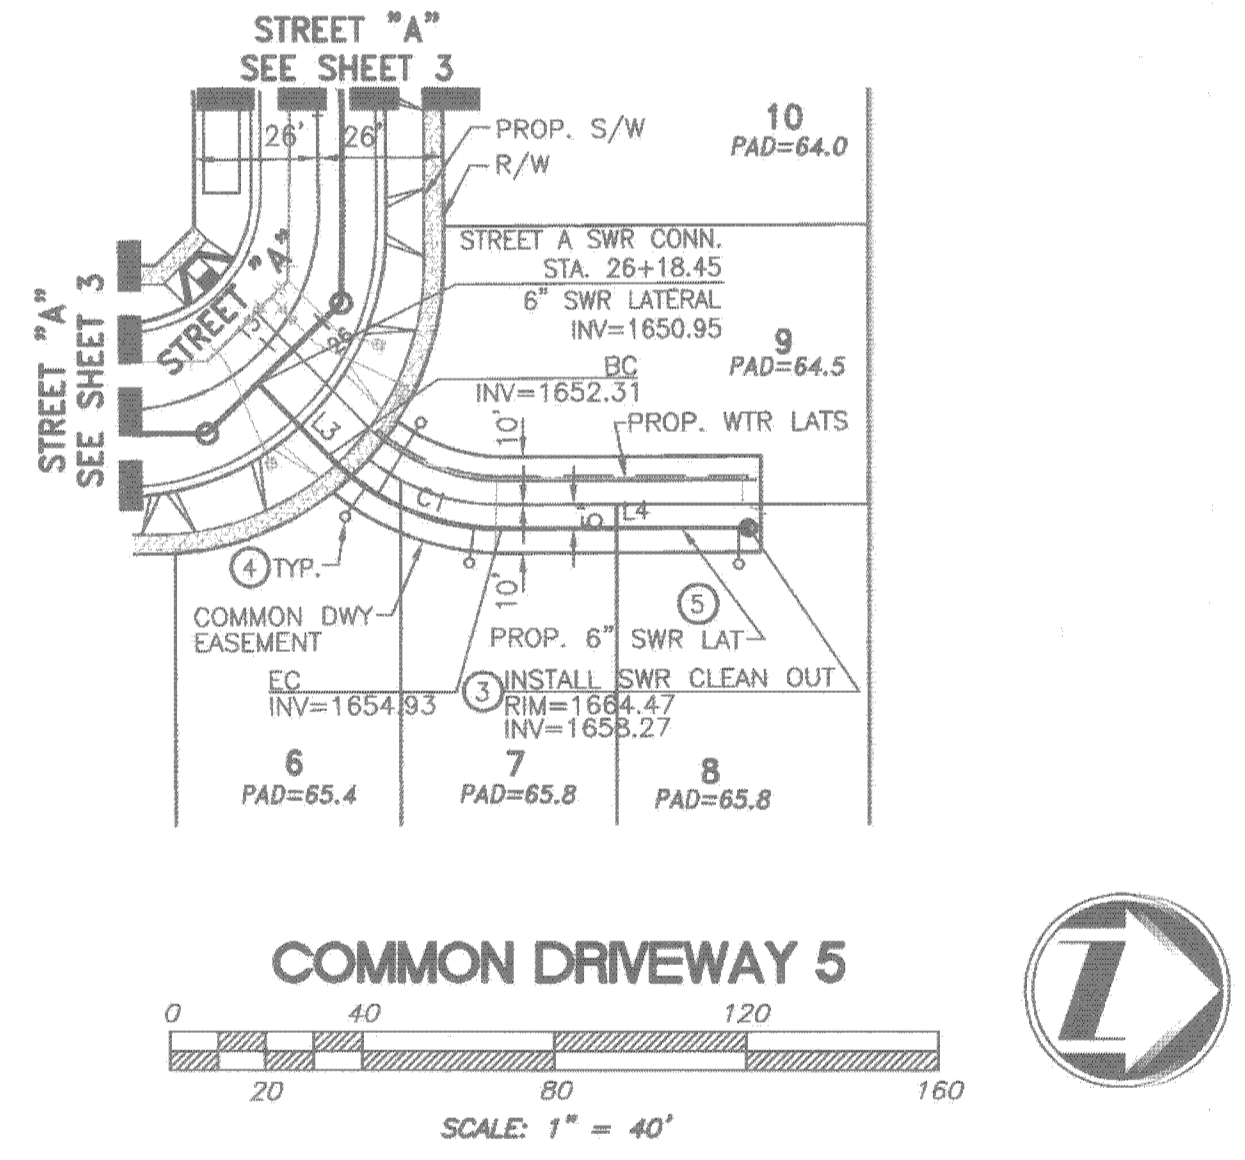 STREET "A"
SEE SHEET 3
26'
26'
PROP. S/W
R/W
10
PAD=64.0
STREET A SWR CONN.
STA. 26+18.45
6" SWR LATERAL
INV=1650.95
STREET "A"
SEE SHEET 3
STREET "A"
9
PAD=64.5
BC
INV=1652.31
PROP. WTR LATS
10'
L3
C1
5'
L4
10'
4 TYP.
COMMON DWY
EASEMENT
5
PROP. 6" SWR LAT
EC
INV=1654.93
3 INSTALL SWR CLEAN OUT
RIM=1664.47
INV=1658.27
6
PAD=65.4
7
PAD=65.8
8
PAD=65.8
COMMON DRIVEWAY 5
0 40 120
20 80 160
SCALE: 1" = 40'